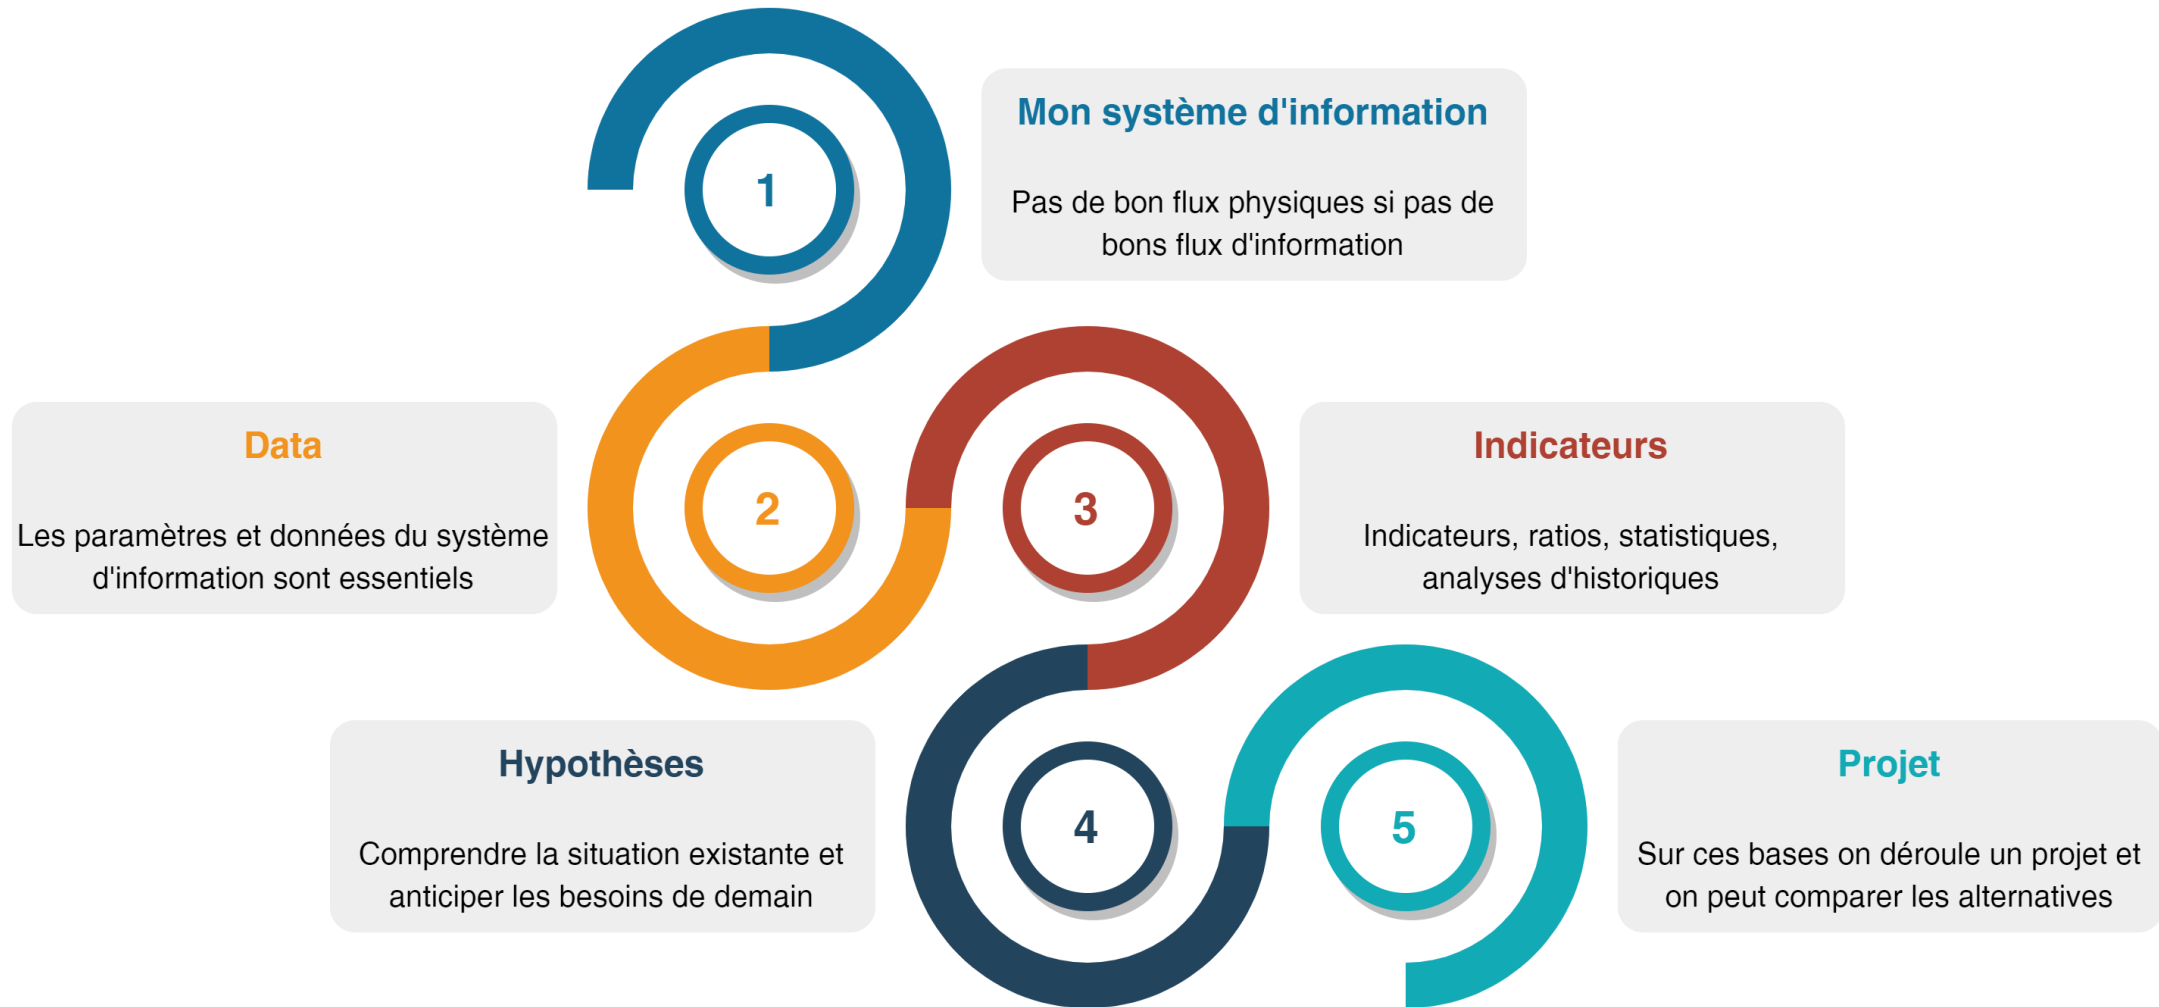 1
Mon système d'information
Pas de bon flux physiques si pas de
bons flux d'information
Data
Les paramètres et données du système
d'information sont essentiels
2
3
Indicateurs
Indicateurs, ratios, statistiques,
analyses d'historiques
Hypothèses
Comprendre la situation existante et
anticiper les besoins de demain
4
5
Projet
Sur ces bases on déroule un projet et
on peut comparer les alternatives